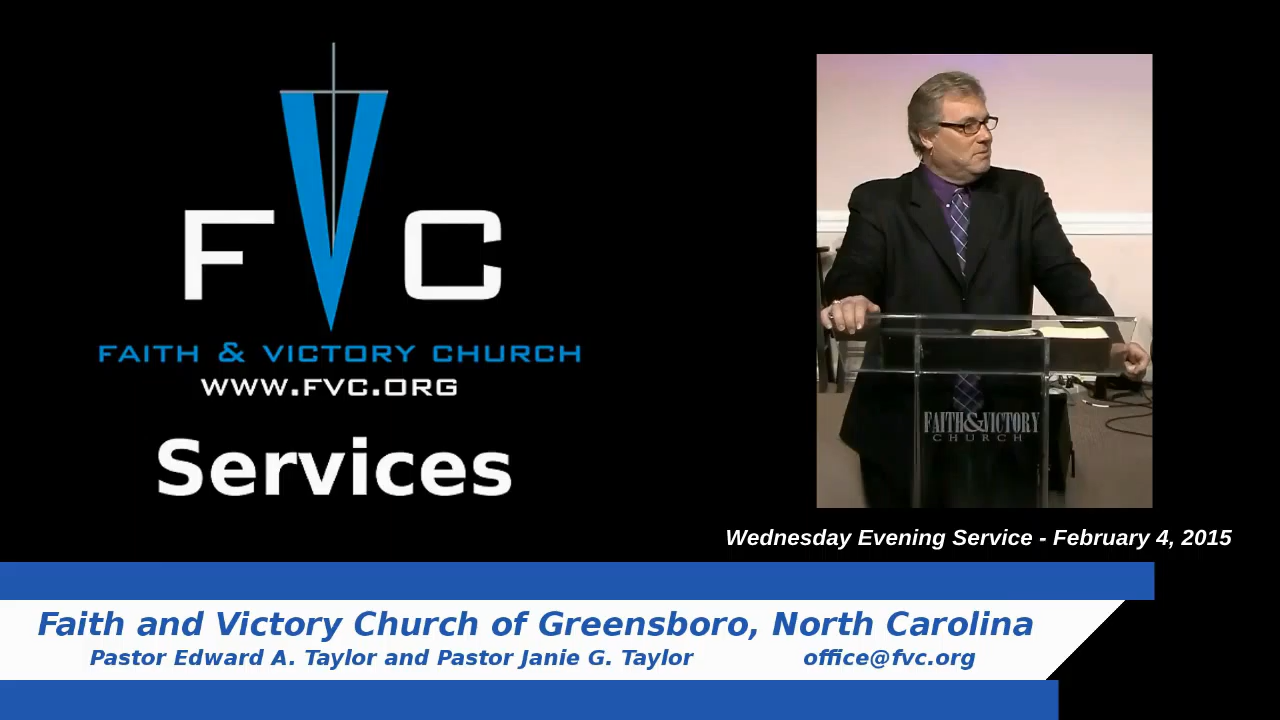 FVC
FAITH & VICTORY CHURCH
WWW.FVC.ORG
Services
FAITH&VICTORY
CHURCH
Wednesday Evening Service - February 4, 2015
Faith and Victory Church of Greensboro, North Carolina
Pastor Edward A. Taylor and Pastor Janie G. Taylor office@fvc.org